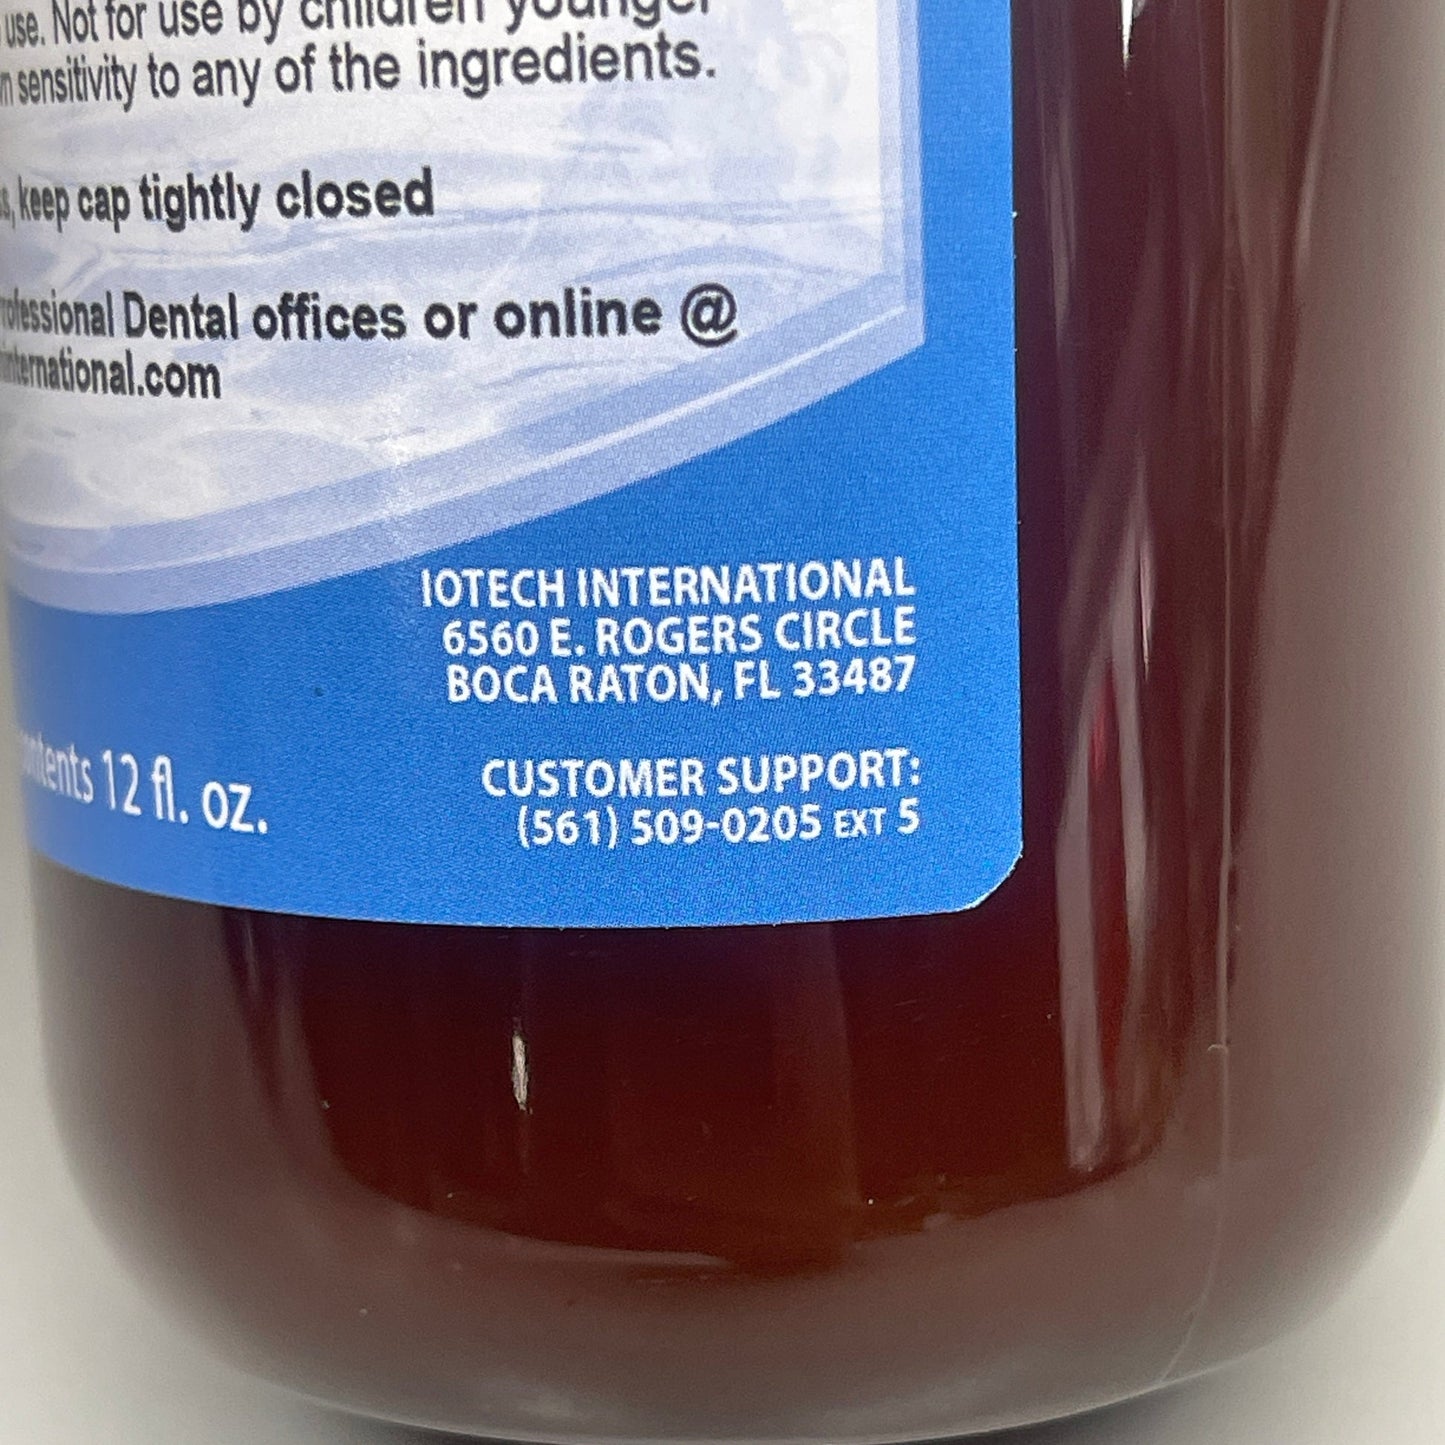 use. Not for use by children younger
sensitivity to any of the ingredients.
keep cap tightly closed
Dental offices or online @
international.com
IOTECH INTERNATIONAL
6560 E. ROGERS CIRCLE
BOCA RATON, FL 33487
12 fl. oz.
CUSTOMER SUPPORT:
(561) 509-0205 EXT 5